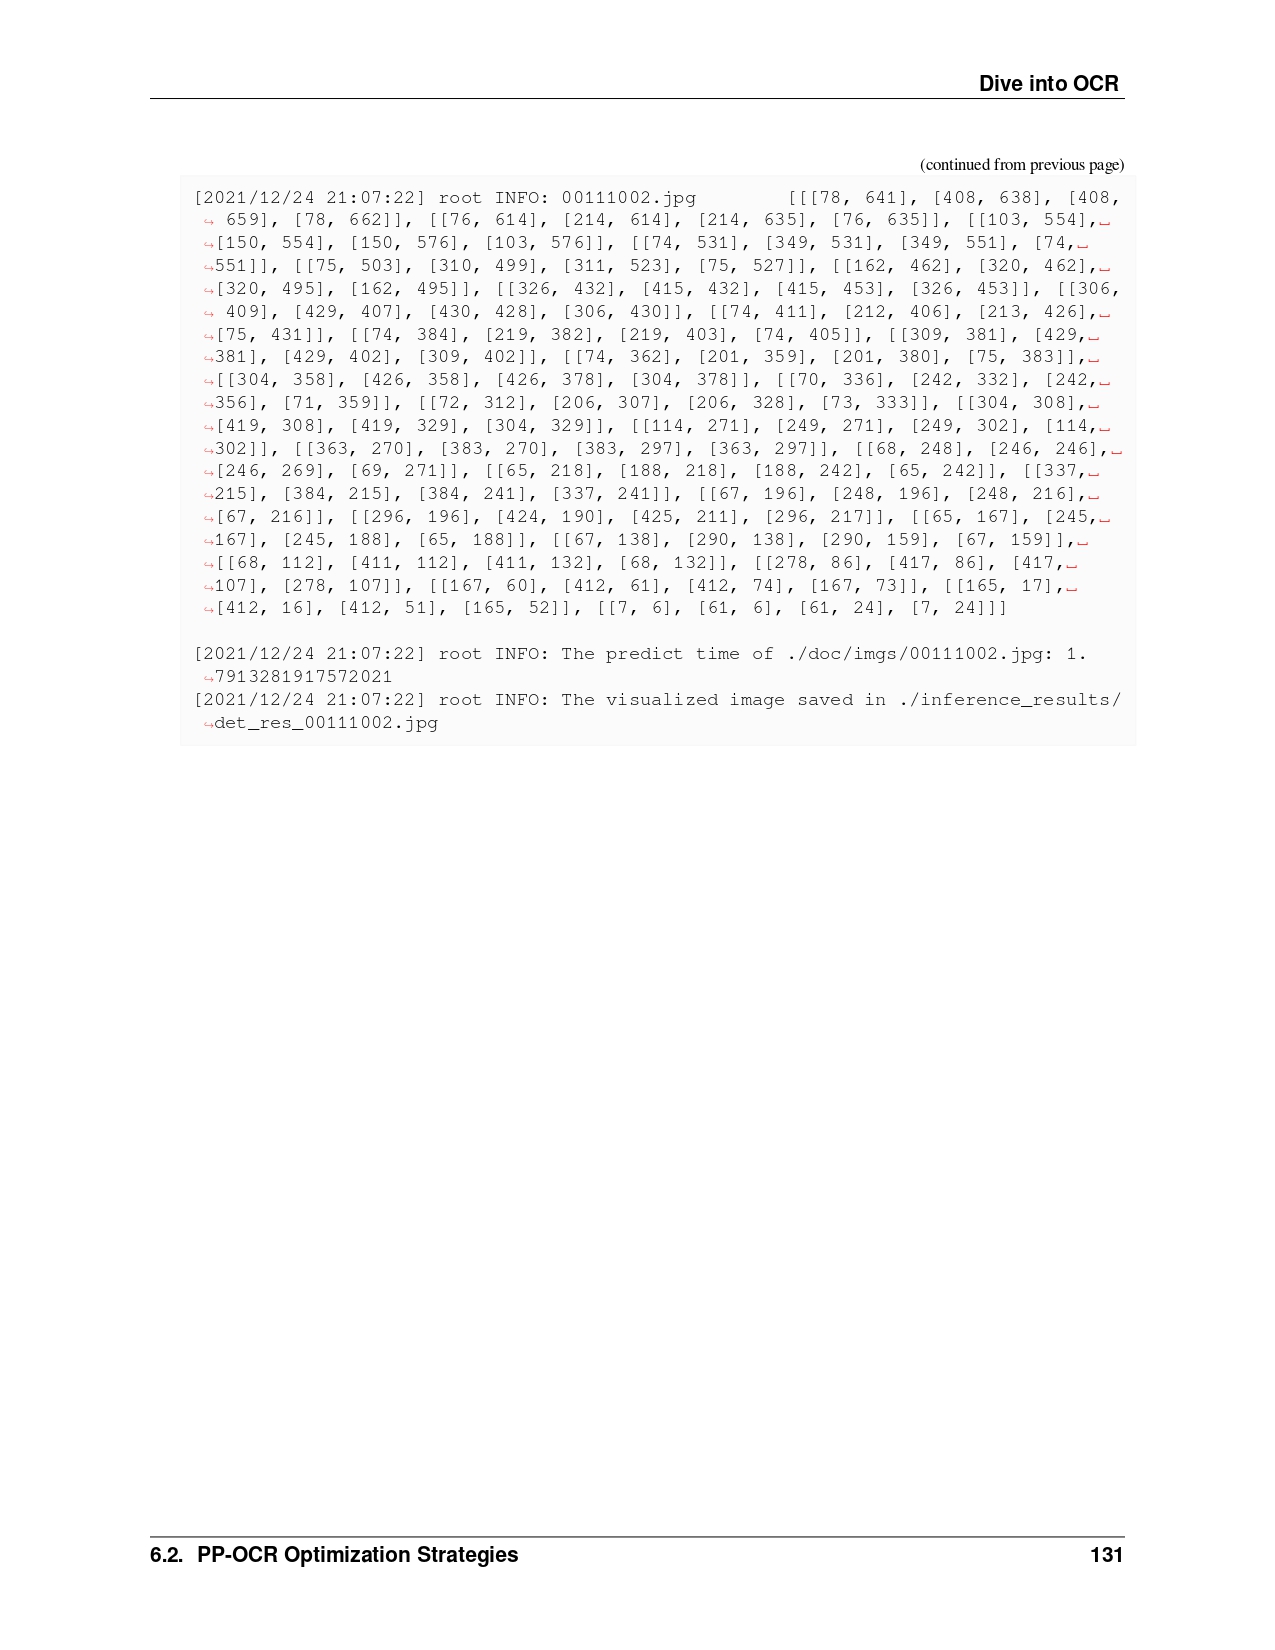 Dive into OCR
(continued from previous page)
[2021/12/24 21:07:22] root INFO: 00111002.jpg        [[[78, 641], [408, 638], [408,
↪ 659], [78, 662]], [[76, 614], [214, 614], [214, 635], [76, 635]], [[103, 554],␣
↪[150, 554], [150, 576], [103, 576]], [[74, 531], [349, 531], [349, 551], [74,␣
↪551]], [[75, 503], [310, 499], [311, 523], [75, 527]], [[162, 462], [320, 462],␣
↪[320, 495], [162, 495]], [[326, 432], [415, 432], [415, 453], [326, 453]], [[306,
↪ 409], [429, 407], [430, 428], [306, 430]], [[74, 411], [212, 406], [213, 426],␣
↪[75, 431]], [[74, 384], [219, 382], [219, 403], [74, 405]], [[309, 381], [429,␣
↪381], [429, 402], [309, 402]], [[74, 362], [201, 359], [201, 380], [75, 383]],␣
↪[[304, 358], [426, 358], [426, 378], [304, 378]], [[70, 336], [242, 332], [242,␣
↪356], [71, 359]], [[72, 312], [206, 307], [206, 328], [73, 333]], [[304, 308],␣
↪[419, 308], [419, 329], [304, 329]], [[114, 271], [249, 271], [249, 302], [114,␣
↪302]], [[363, 270], [383, 270], [383, 297], [363, 297]], [[68, 248], [246, 246],␣
↪[246, 269], [69, 271]], [[65, 218], [188, 218], [188, 242], [65, 242]], [[337,␣
↪215], [384, 215], [384, 241], [337, 241]], [[67, 196], [248, 196], [248, 216],␣
↪[67, 216]], [[296, 196], [424, 190], [425, 211], [296, 217]], [[65, 167], [245,␣
↪167], [245, 188], [65, 188]], [[67, 138], [290, 138], [290, 159], [67, 159]],␣
↪[[68, 112], [411, 112], [411, 132], [68, 132]], [[278, 86], [417, 86], [417,␣
↪107], [278, 107]], [[167, 60], [412, 61], [412, 74], [167, 73]], [[165, 17],␣
↪[412, 16], [412, 51], [165, 52]], [[7, 6], [61, 6], [61, 24], [7, 24]]]
[2021/12/24 21:07:22] root INFO: The predict time of ./doc/imgs/00111002.jpg: 1.
↪7913281917572021
[2021/12/24 21:07:22] root INFO: The visualized image saved in ./inference_results/
↪det_res_00111002.jpg
6.2. PP-OCR Optimization Strategies 131